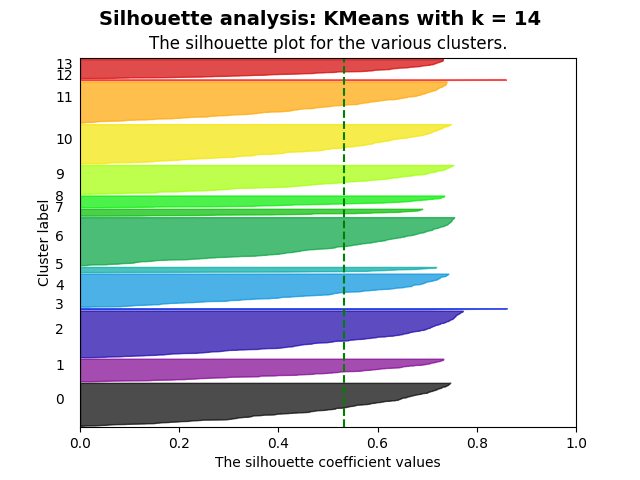 Silhouette analysis: KMeans with k = 14
The silhouette plot for the various clusters.
13
12
11
10
9
8
7
6
5
4
3
2
1
0
Cluster label
0.0 0.2 0.4 0.6 0.8 1.0
The silhouette coefficient values